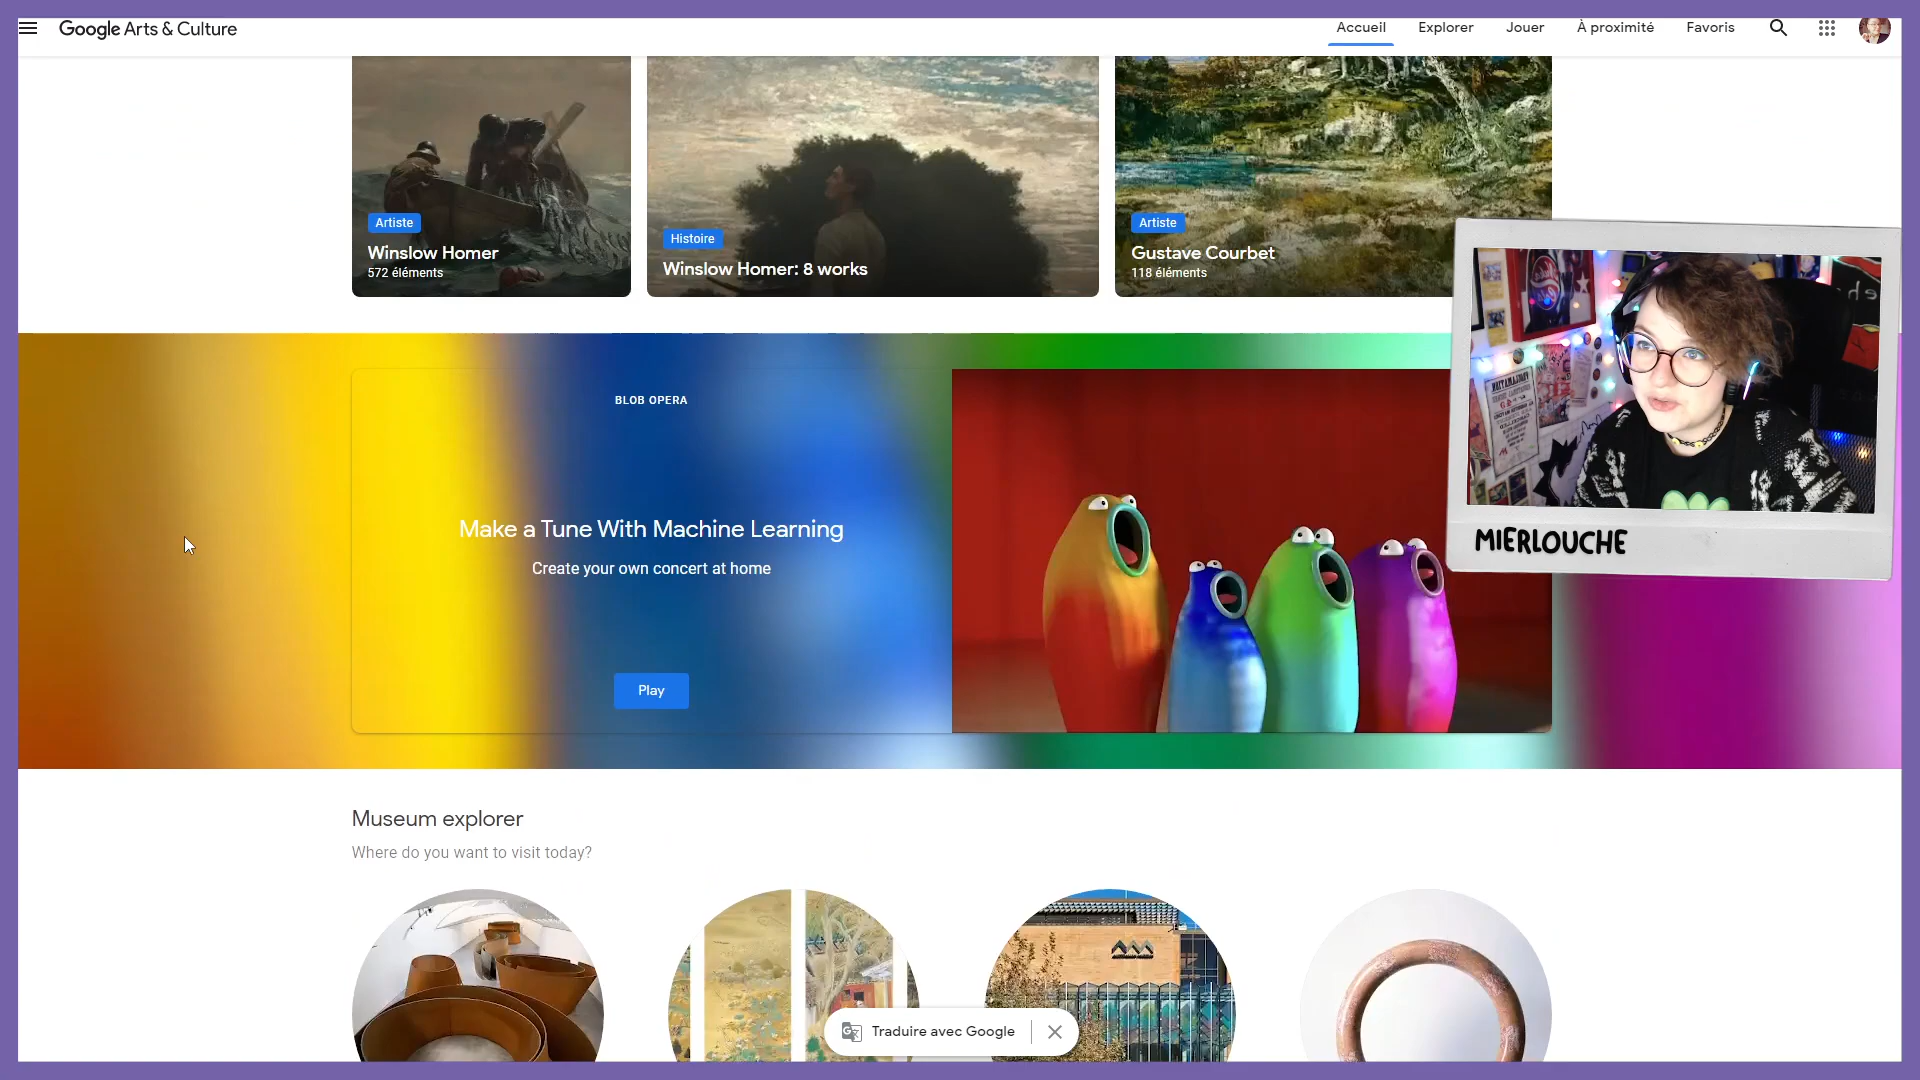 Google Arts & Culture
Accueil
Explorer
Jouer
À proximité
Favoris
Artiste
Winslow Homer
572 éléments
Histoire
Winslow Homer: 8 works
Artiste
Gustave Courbet
118 éléments
MIERLOUCHE
BLOB OPERA
Make a Tune With Machine Learning
Create your own concert at home
Play
Museum explorer
Where do you want to visit today?
Traduire avec Google